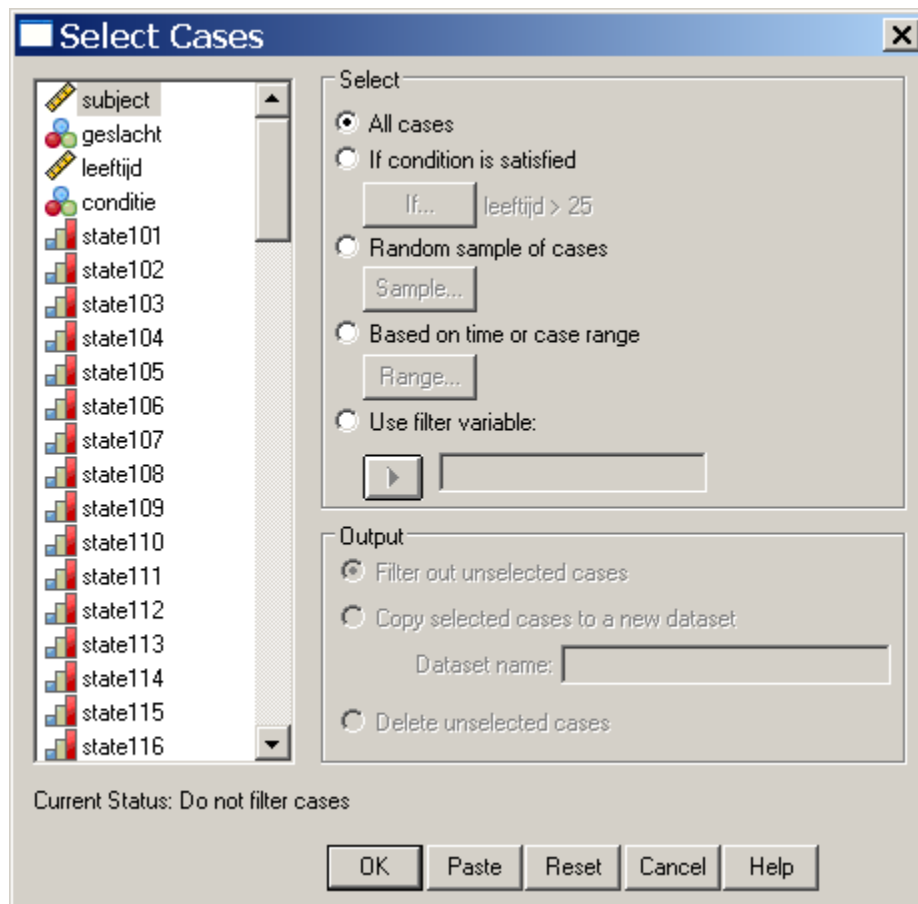 Select Cases
subject
geslacht
leeftijd
conditie
state101
state102
state103
state104
state105
state106
state107
state108
state109
state110
state111
state112
state113
state114
state115
state116
Select
All cases
If condition is satisfied
If... leeftijd > 25
Random sample of cases
Sample...
Based on time or case range
Range...
Use filter variable:
Output
Filter out unselected cases
Copy selected cases to a new dataset
Dataset name:
Delete unselected cases
Current Status: Do not filter cases
OK Paste Reset Cancel Help